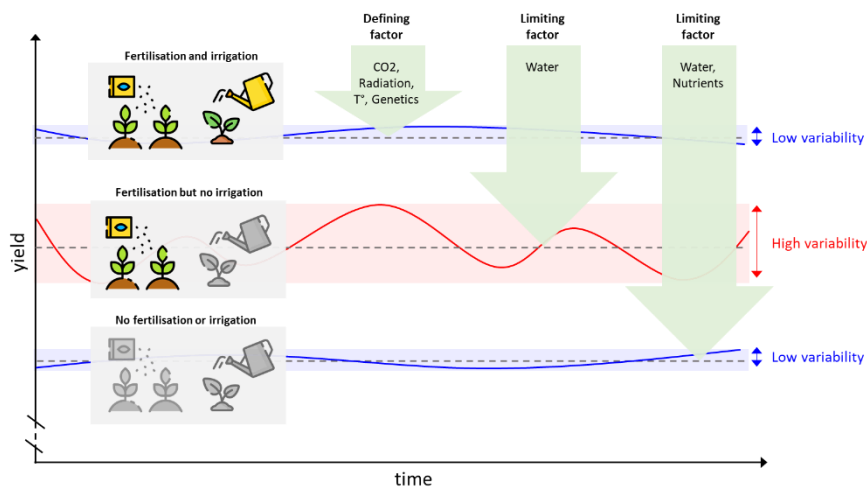 Defining
factor
Limiting
factor
Limiting
factor
Fertilisation and irrigation
CO2,
Radiation,
T°, Genetics
Water
Water,
Nutrients
Low variability
Fertilisation but no irrigation
High variability
yield
No fertilisation or irrigation
Low variability
time